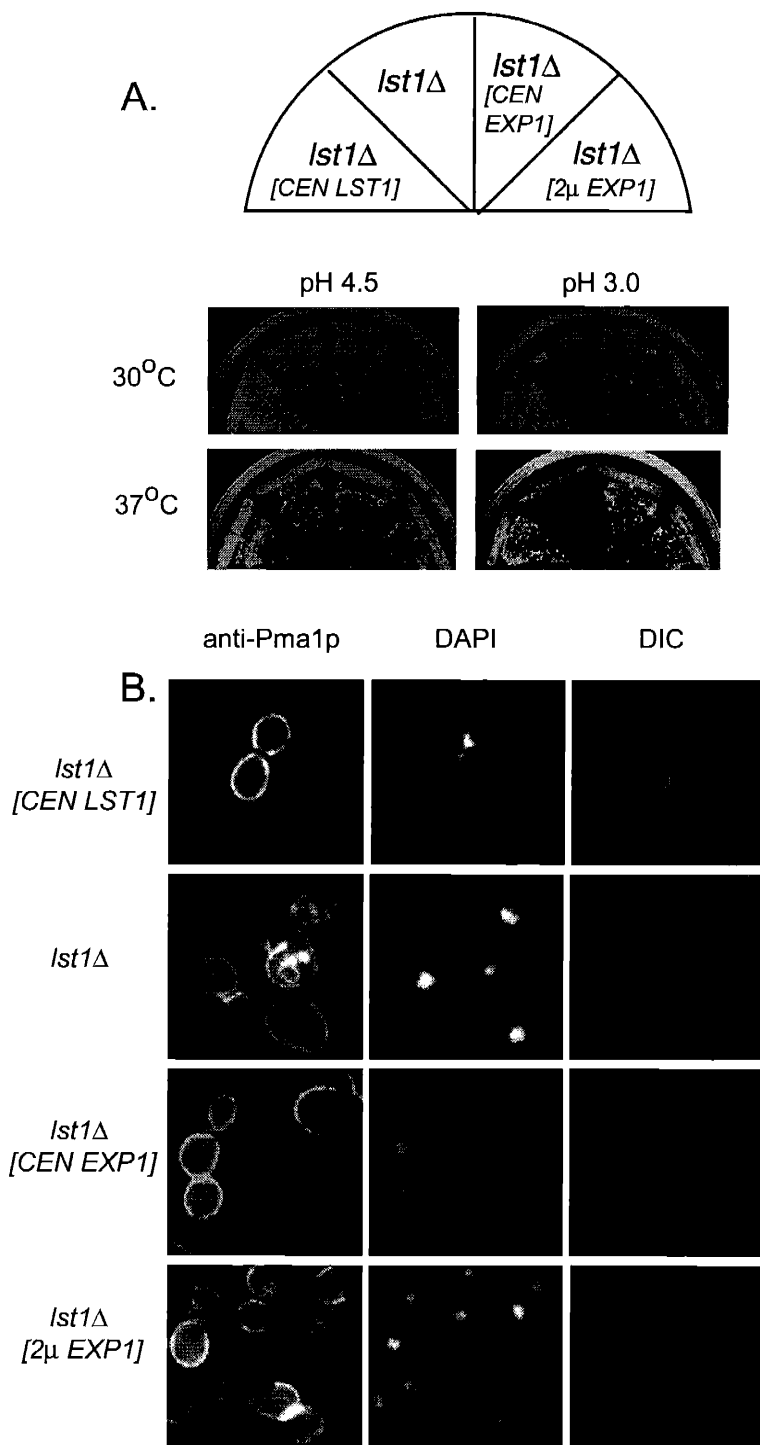 A.
lst1Δ
[CEN LST1]
lst1Δ
lst1Δ
[CEN
EXP1]
lst1Δ
[2μ EXP1]
pH 4.5
pH 3.0
30°C
37°C
anti-Pma1p
DAPI
DIC
B.
lst1Δ
[CEN LST1]
lst1Δ
lst1Δ
[CEN EXP1]
lst1Δ
[2μ EXP1]